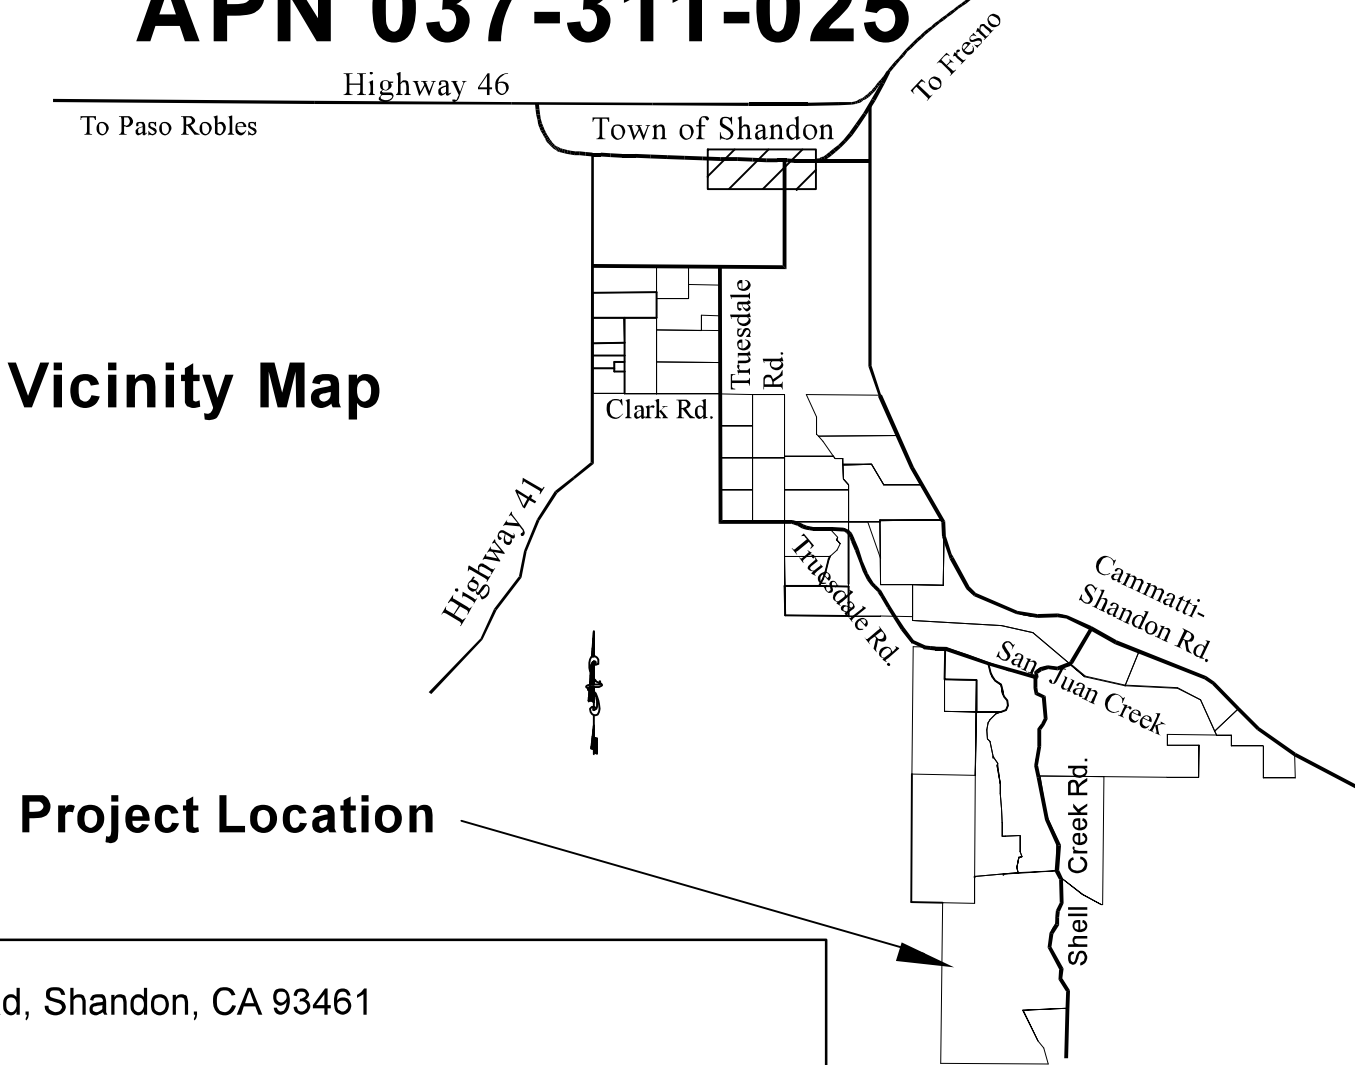 APN 037-311-025
Highway 46
To Fresno
To Paso Robles
Town of Shandon
Truesdale
Rd.
Vicinity Map
Clark Rd.
Highway 41
Truesdale Rd.
Cammatti-
Shandon Rd.
San Juan Creek
Project Location
Shell Creek Rd.
d, Shandon, CA 93461